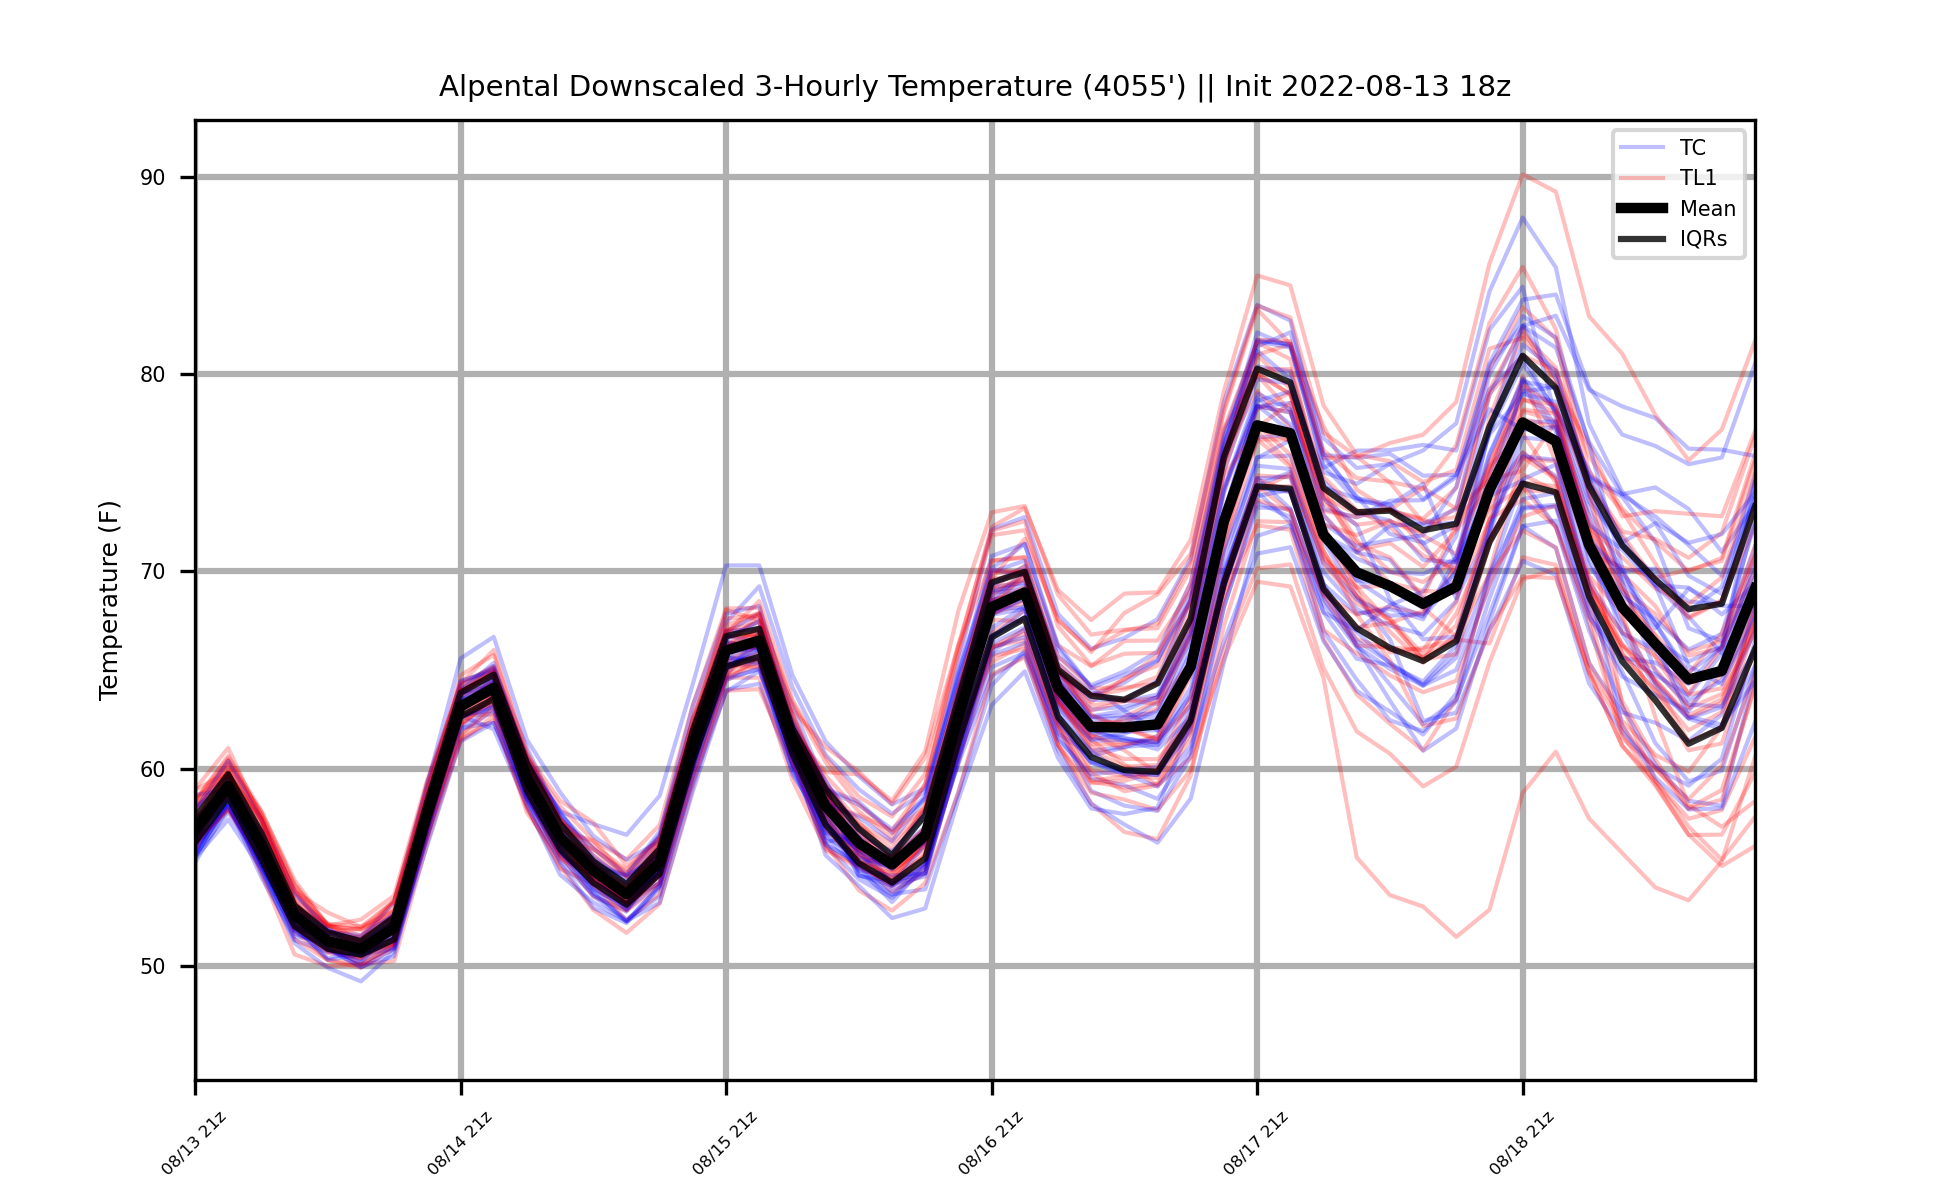 Alpental Downscaled 3-Hourly Temperature (4055') || Init 2022-08-13 18z
TC
TL1
Mean
IQRs
Temperature (F)
90
80
70
60
50
08/13 21z
08/14 21z
08/15 21z
08/16 21z
08/17 21z
08/18 21z